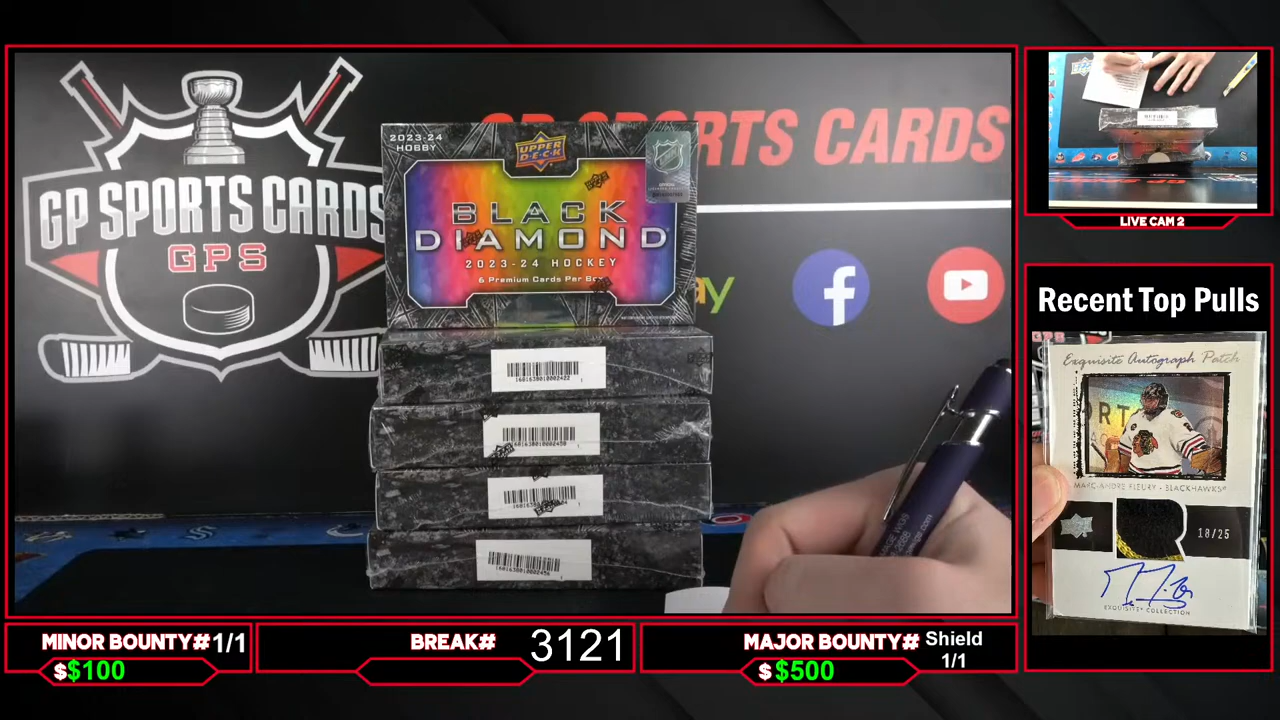 GP SPORTS CARDS
GPS
GP SPORTS CARDS
2023-24
HOBBY
UPPER
DECK
BLACK
DIAMOND
2023-24 HOCKEY
6 Premium Cards Per Box
LIVE CAM 2
Recent Top Pulls
Exquisite Autograph Patch
MARC-ANDRE FLEURY - BLACKHAWKS
18/25
EXQUISITE COLLECTION
MINOR BOUNTY# 1/1
$ $100
BREAK# 3121
MAJOR BOUNTY# Shield
1/1
$ $500